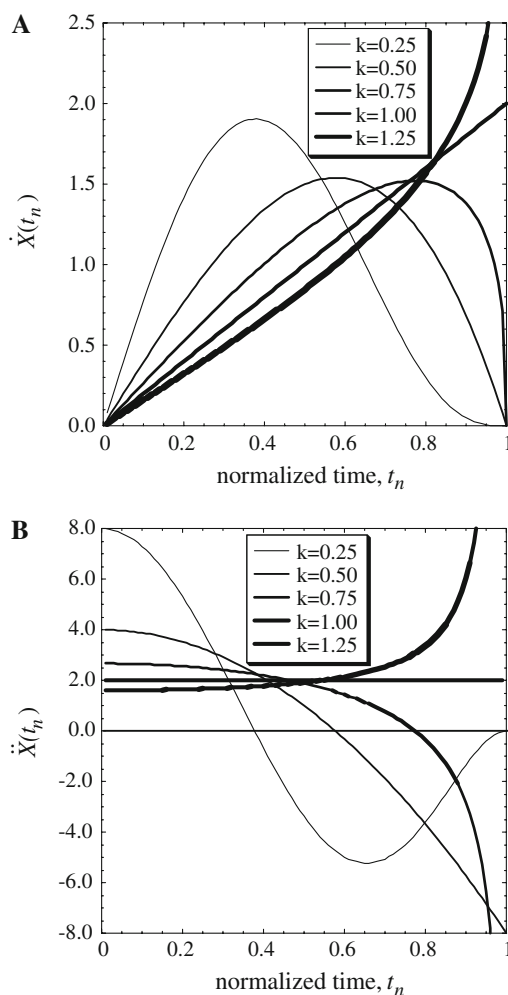 A
2.5
k=0.25
k=0.50
k=0.75
k=1.00
k=1.25
2.0
1.5
1.0
0.5
0.0
Ẋ(tₙ)
0
0.2
0.4
0.6
0.8
1
normalized time, tₙ
B
8.0
k=0.25
k=0.50
k=0.75
k=1.00
k=1.25
6.0
4.0
2.0
0.0
-2.0
-4.0
-6.0
-8.0
Ẍ(tₙ)
0
0.2
0.4
0.6
0.8
1
normalized time, tₙ